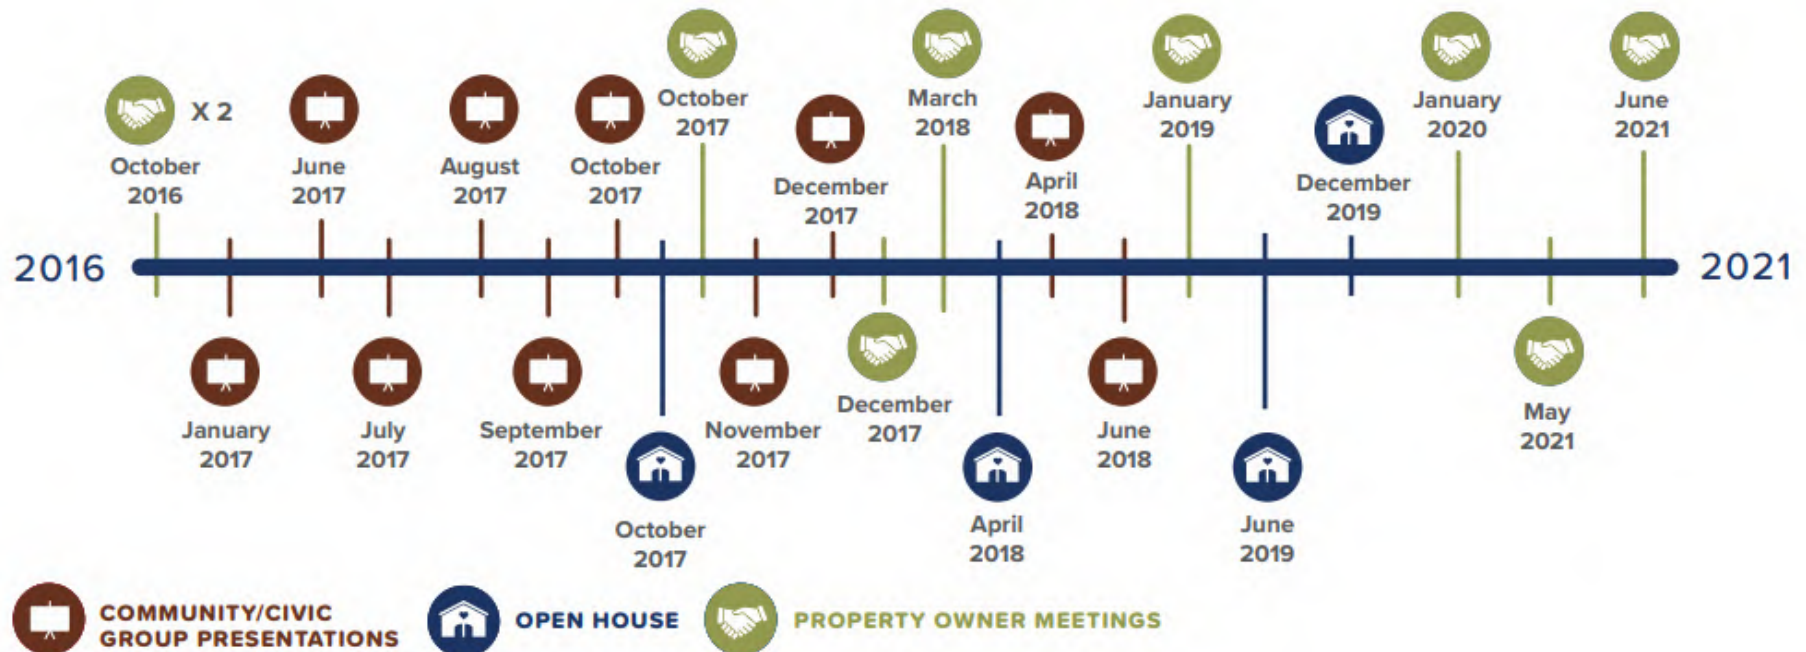 2016
X 2
October
2016
January
2017
June
2017
July
2017
August
2017
September
2017
October
2017
October
2017
October
2017
November
2017
December
2017
December
2017
March
2018
April
2018
April
2018
June
2018
January
2019
June
2019
December
2019
January
2020
May
2021
June
2021
2021
COMMUNITY/CIVIC
GROUP PRESENTATIONS
OPEN HOUSE
PROPERTY OWNER MEETINGS